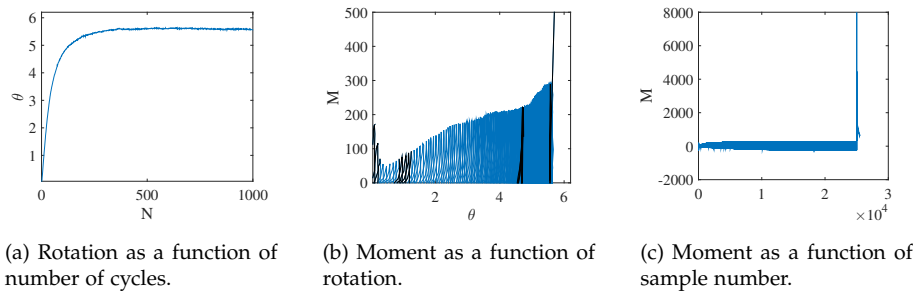 6
5
4
3
2
1
θ
0
500
1000
N
500
400
300
200
100
0
M
2
4
6
θ
8000
6000
4000
2000
0
-2000
M
0
1
2
3
×10⁴
(a) Rotation as a function of
number of cycles.
(b) Moment as a function of
rotation.
(c) Moment as a function of
sample number.